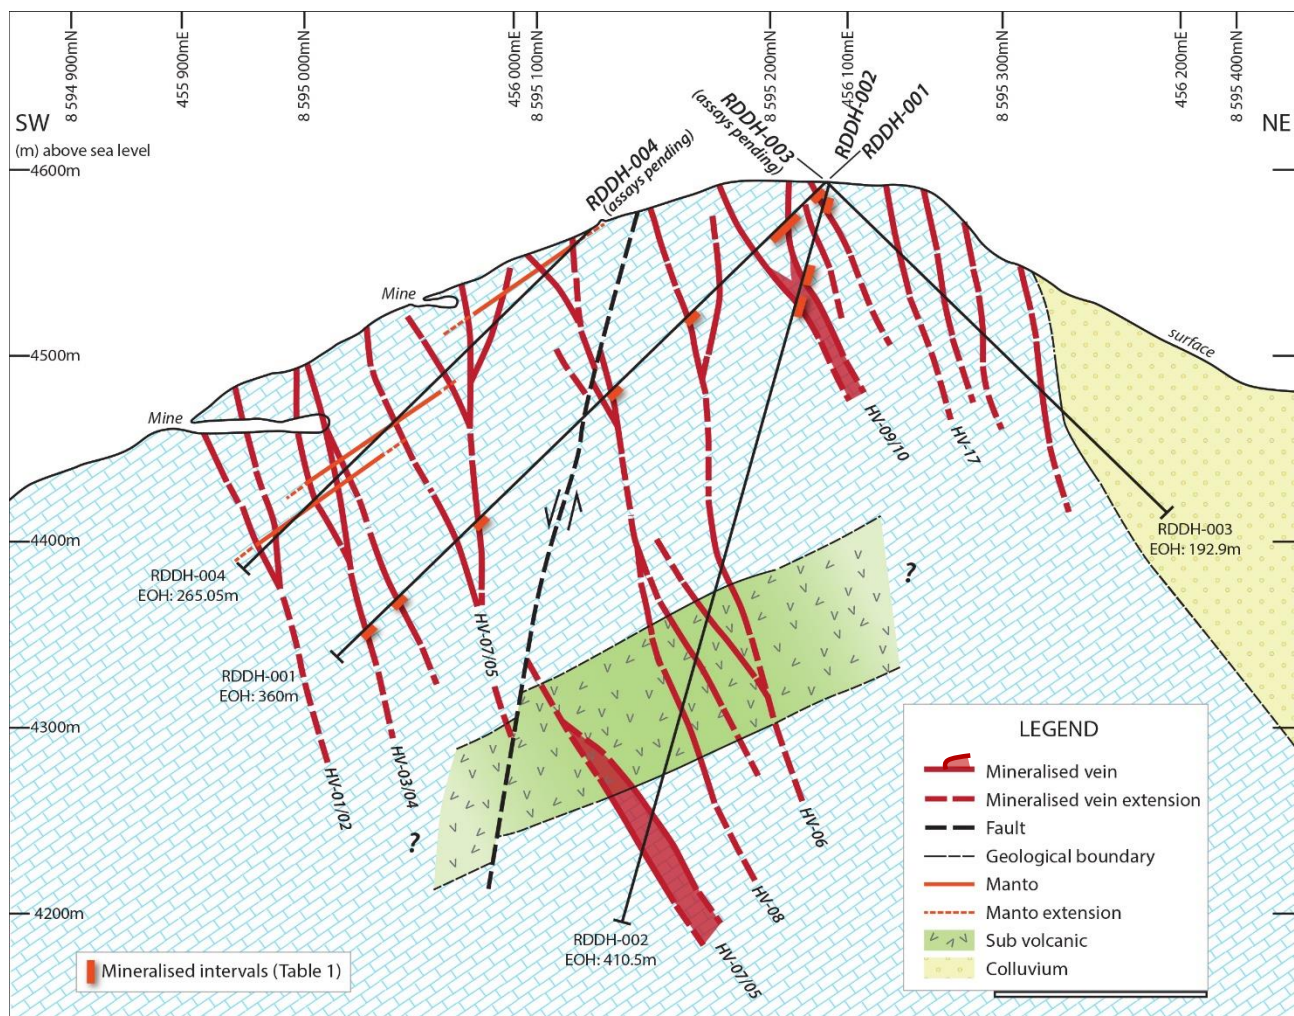 8 594 900mN
455 900mE
8 595 000mN
456 000mE
8 595 100mN
8 595 200mN
456 100mE
8 595 300mN
456 200mE
8 595 400mN
SW
NE
(m) above sea level
4600m
4500m
4400m
4300m
4200m
RDDH-004
(assays pending)
RDDH-003
(assays pending)
RDDH-002
RDDH-001
Mine
Mine
surface
HV-09/10
HV-17
RDDH-003
EOH: 192.9m
RDDH-004
EOH: 265.05m
RDDH-001
EOH: 360m
HV-07/05
HV-01/02
HV-03/04
?
?
HV-06
HV-08
HV-07/05
RDDH-002
EOH: 410.5m
Mineralised intervals (Table 1)
LEGEND
Mineralised vein
Mineralised vein extension
Fault
Geological boundary
Manto
Manto extension
Sub volcanic
Colluvium